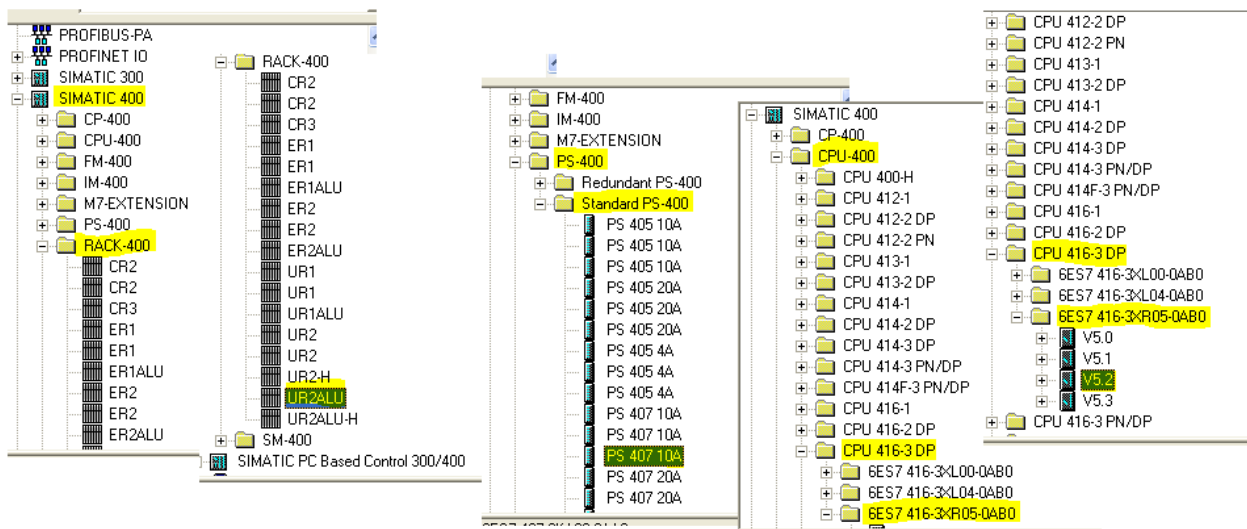 PROFIBUS-PA
PROFINET IO
SIMATIC 300
SIMATIC 400
CP-400
CPU-400
FM-400
IM-400
M7-EXTENSION
PS-400
RACK-400
CR2
CR2
CR3
ER1
ER1
ER1ALU
ER2
ER2
ER2ALU
RACK-400
CR2
CR2
CR3
ER1
ER1
ER1ALU
ER2
ER2
ER2ALU
UR1
UR1
UR1ALU
UR2
UR2
UR2-H
UR2ALU
UR2ALU-H
SM-400
SIMATIC PC Based Control 300/400
FM-400
IM-400
M7-EXTENSION
PS-400
Redundant PS-400
Standard PS-400
PS 405 10A
PS 405 10A
PS 405 10A
PS 405 20A
PS 405 20A
PS 405 20A
PS 405 4A
PS 405 4A
PS 405 4A
PS 407 10A
PS 407 10A
PS 407 10A
PS 407 20A
PS 407 20A
SIMATIC 400
CP-400
CPU-400
CPU 400-H
CPU 412-1
CPU 412-2 DP
CPU 412-2 PN
CPU 413-1
CPU 413-2 DP
CPU 414-1
CPU 414-2 DP
CPU 414-3 DP
CPU 414-3 PN/DP
CPU 414F-3 PN/DP
CPU 416-1
CPU 416-2 DP
CPU 416-3 DP
6ES7 416-3XL00-0AB0
6ES7 416-3XL04-0AB0
6ES7 416-3XR05-0AB0
CPU 412-2 DP
CPU 412-2 PN
CPU 413-1
CPU 413-2 DP
CPU 414-1
CPU 414-2 DP
CPU 414-3 DP
CPU 414-3 PN/DP
CPU 414F-3 PN/DP
CPU 416-1
CPU 416-2 DP
CPU 416-3 DP
6ES7 416-3XL00-0AB0
6ES7 416-3XL04-0AB0
6ES7 416-3XR05-0AB0
V5.0
V5.1
V5.2
V5.3
CPU 416-3 PN/DP